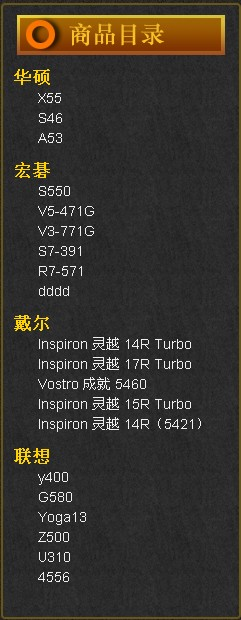 商品目录
华硕
X55
S46
A53
宏碁
S550
V5-471G
V3-771G
S7-391
R7-571
dddd
戴尔
Inspiron 灵越 14R Turbo
Inspiron 灵越 17R Turbo
Vostro 成就 5460
Inspiron 灵越 15R Turbo
Inspiron 灵越 14R（5421）
联想
y400
G580
Yoga13
Z500
U310
4556